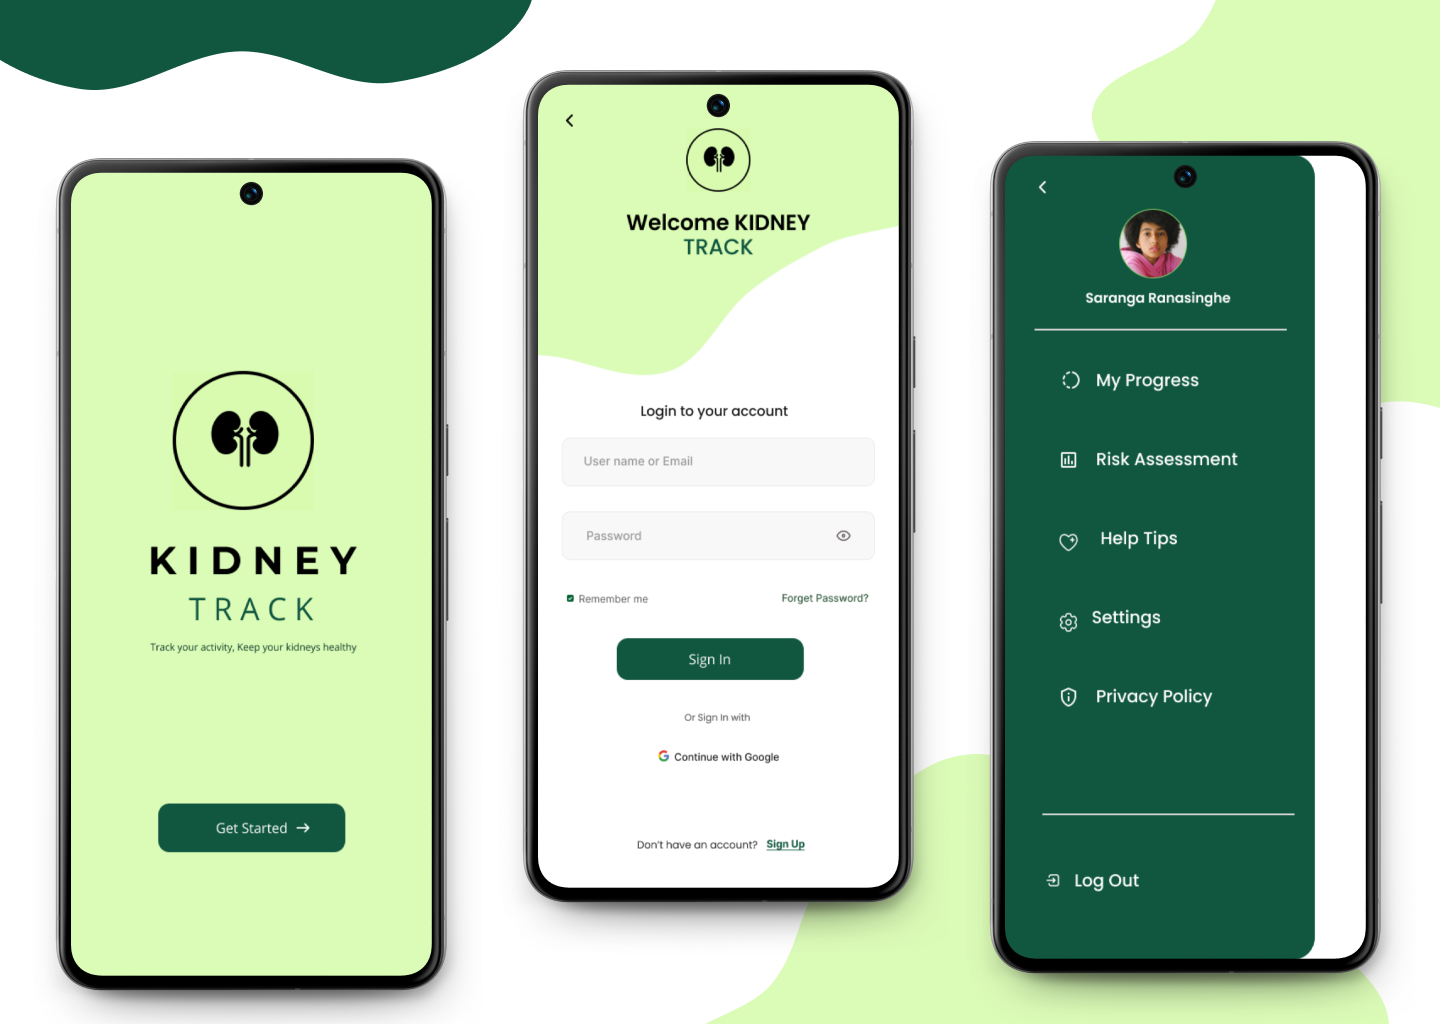 KIDNEY
TRACK
Track your activity, Keep your kidneys healthy
Get Started
Welcome KIDNEY
TRACK
Login to your account
User name or Email
Password
Remember me
Forget Password?
Sign In
Or Sign In with
Continue with Google
Don't have an account? Sign Up
Saranga Ranasinghe
My Progress
Risk Assessment
Help Tips
Settings
Privacy Policy
Log Out